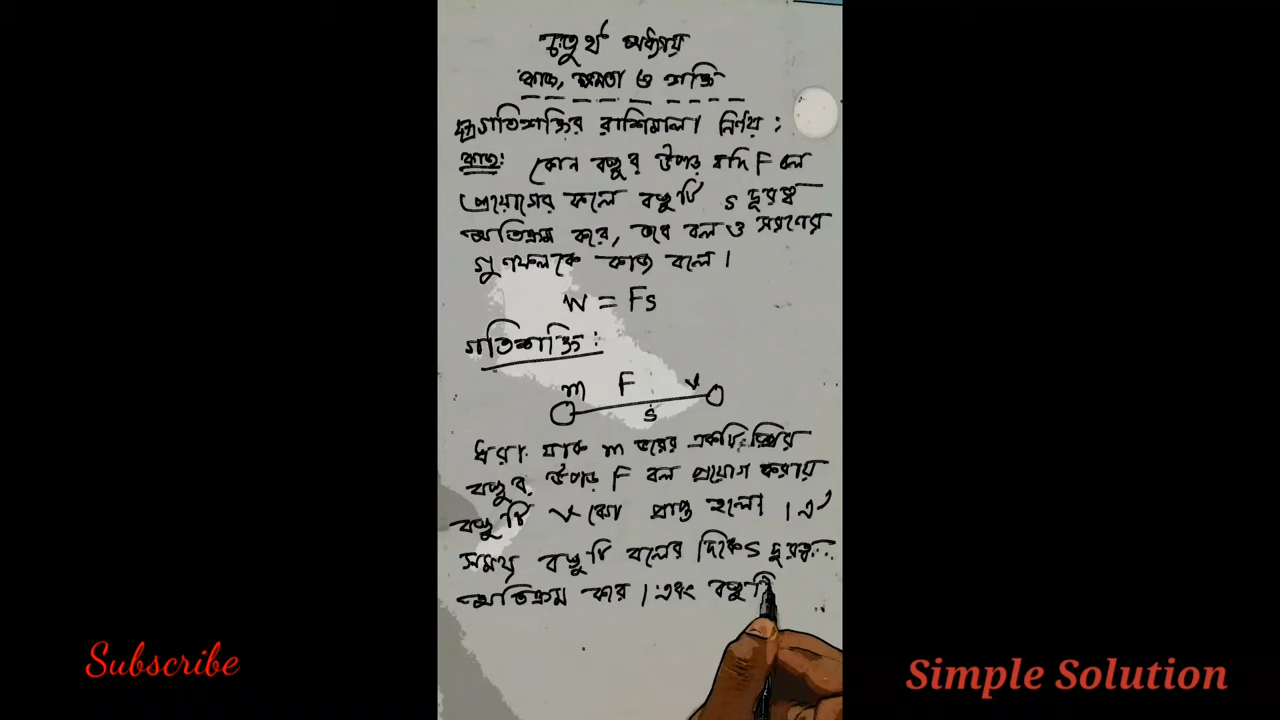 চতুর্থ অধ্যায়
কাজ, ক্ষমতা ও শক্তি
গতিশক্তির রাশিমালা নির্ণয় :
কাজ: কোন বস্তুর উপর যদি F বল
প্রয়োগের ফলে বস্তুটি s দূরত্ব
অতিক্রম করে, তবে বল ও সরণের
গুণফলকে কাজ বলে।
W = Fs
গতিশক্তি :
m F v
s
ধরা যাক m ভরের একটি স্থির
বস্তুর উপর F বল প্রয়োগ করায়
বস্তুটি v বেগ প্রাপ্ত হলো। এ
সময় বস্তুটি বলের দিকে s দূরত্ব
অতিক্রম করে। এবং বস্তুটি
Subscribe
Simple Solution